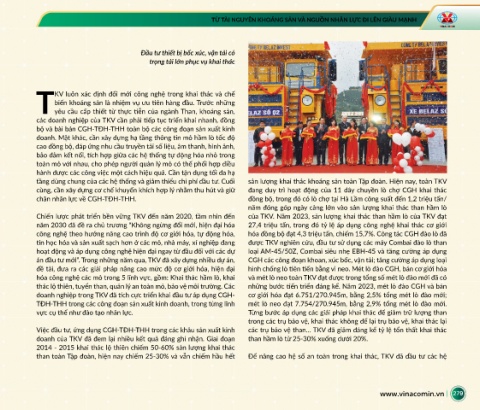 TỪ TÀI NGUYÊN KHOÁNG SẢN VÀ NGUỒN NHÂN LỰC ĐI LÊN GIÀU MẠNH
Đầu tư thiết bị bốc xúc, vận tải có
trọng tải lớn phục vụ khai thác
TKV luôn xác định đổi mới công nghệ trong khai thác và chế
biến khoáng sản là nhiệm vụ ưu tiên hàng đầu. Trước những
yêu cầu cấp thiết từ thực tiễn của ngành Than, khoáng sản,
các doanh nghiệp của TKV cần phải tiếp tục triển khai nhanh, đồng
bộ và bài bản CGH-TĐH-THH toàn bộ các công đoạn sản xuất kinh
doanh. Mặt khác, cần xây dựng hạ tầng thông tin mỏ hầm lò tốc độ
cao đồng bộ, đáp ứng nhu cầu truyền tải số liệu, âm thanh, hình ảnh,
bảo đảm kết nối, tích hợp giữa các hệ thống tự động hóa nhỏ trong
toàn mỏ với nhau, cho phép người quản lý mỏ có thể phối hợp điều
hành được các công việc một cách hiệu quả. Cần tận dụng tối đa hạ
tầng dùng chung của các hệ thống và giảm thiểu chi phí đầu tư. Cuối
cùng, cần xây dựng cơ chế khuyến khích hợp lý nhằm thu hút và giữ
chân nhân lực về CGH-TĐH-THH.
Chiến lược phát triển bền vững TKV đến năm 2020, tầm nhìn đến
năm 2030 đã đề ra chủ trương “Không ngừng đổi mới, hiện đại hóa
công nghệ theo hướng nâng cao trình độ cơ giới hóa, tự động hóa,
tin học hóa và sản xuất sạch hơn ở các mỏ, nhà máy, xí nghiệp đang
hoạt động và áp dụng công nghệ hiện đại ngay từ đầu đối với các dự
án đầu tư mới”. Trong những năm qua, TKV đã xây dựng nhiều dự án,
đề tài, đưa ra các giải pháp nâng cao mức độ cơ giới hóa, hiện đại
hóa công nghệ các mỏ trong 5 lĩnh vực, gồm: Khai thác hầm lò, khai
thác lộ thiên, tuyển than, quản lý an toàn mỏ, bảo vệ môi trường. Các
doanh nghiệp trong TKV đã tích cực triển khai đầu tư áp dụng CGH-
TĐH-THH trong các công đoạn sản xuất kinh doanh, trong từng lĩnh
vực cụ thể như đào tạo nhân lực.
Việc đầu tư, ứng dụng CGH-TĐH-THH trong các khâu sản xuất kinh
doanh của TKV đã đem lại nhiều kết quả đáng ghi nhận. Giai đoạn
2014 - 2015 khai thác lộ thiên chiếm 50-60% sản lượng khai thác
than toàn Tập đoàn, hiện nay chiếm 25-30% và vẫn chiếm hầu hết
BELAZ SỐ 02
XE BELAZ SỐ
sản lượng khai thác khoáng sản toàn Tập đoàn. Hiện nay, toàn TKV
đang duy trì hoạt động của 11 dây chuyền lò chợ CGH khai thác
đồng bộ, trong đó có lò chợ tại Hà Lầm công suất đến 1,2 triệu tấn/
năm đóng góp ngày càng lớn vào sản lượng khai thác than hầm lò
của TKV. Năm 2023, sản lượng khai thác than hầm lò của TKV đạt
27,4 triệu tấn, trong đó tỷ lệ áp dụng công nghệ khai thác cơ giới
hóa đồng bộ đạt 4,3 triệu tấn, chiếm 15,7%. Công tác CGH đào lò đã
được TKV nghiên cứu, đầu tư sử dụng các máy Combai đào lò than
loại AM-45/50Z, Combai siêu nhẹ EBH-45 và tăng cường áp dụng
CGH các công đoạn khoan, xúc bốc, vận tải; tăng cường áp dụng loại
hình chống lò tiên tiến bằng vì neo. Mét lò đào CGH, bán cơ giới hóa
và mét lò neo toàn TKV đạt được trong tổng số mét lò đào mới đã có
những bước tiến triển đáng kể. Năm 2023, mét lò đào CGH và bán
cơ giới hóa đạt 6.751/270.945m, bằng 2,5% tổng mét lò đào mới;
mét lò neo đạt 7.754/270.945m, bằng 2,9% tổng mét lò đào mới.
Từng bước áp dụng các giải pháp khai thác để giảm trữ lượng than
trong các trụ bảo vệ, khai thác không để lại trụ bảo vệ, khai thác lại
các trụ bảo vệ than... TKV đã giảm đáng kể tỷ lệ tổn thất khai thác
than hầm lò từ 25-30% xuống dưới 20%.
Để nâng cao hệ số an toàn trong khai thác, TKV đã đầu tư các hệ
www.vinacomin.vn | 279